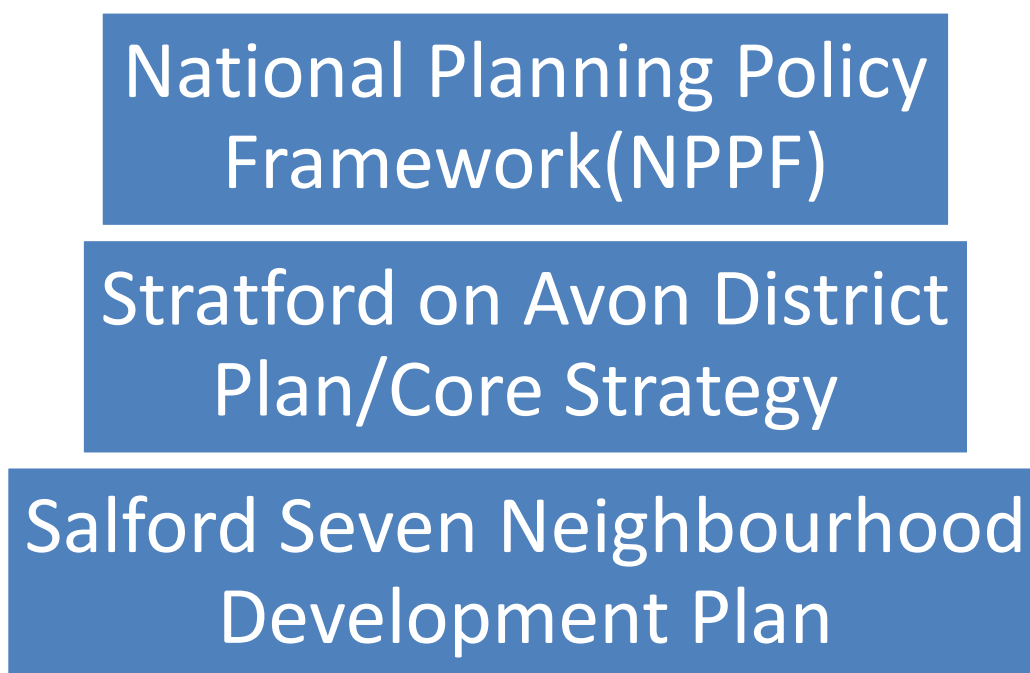 National Planning Policy
Framework(NPPF)
Stratford on Avon District
Plan/Core Strategy
Salford Seven Neighbourhood
Development Plan